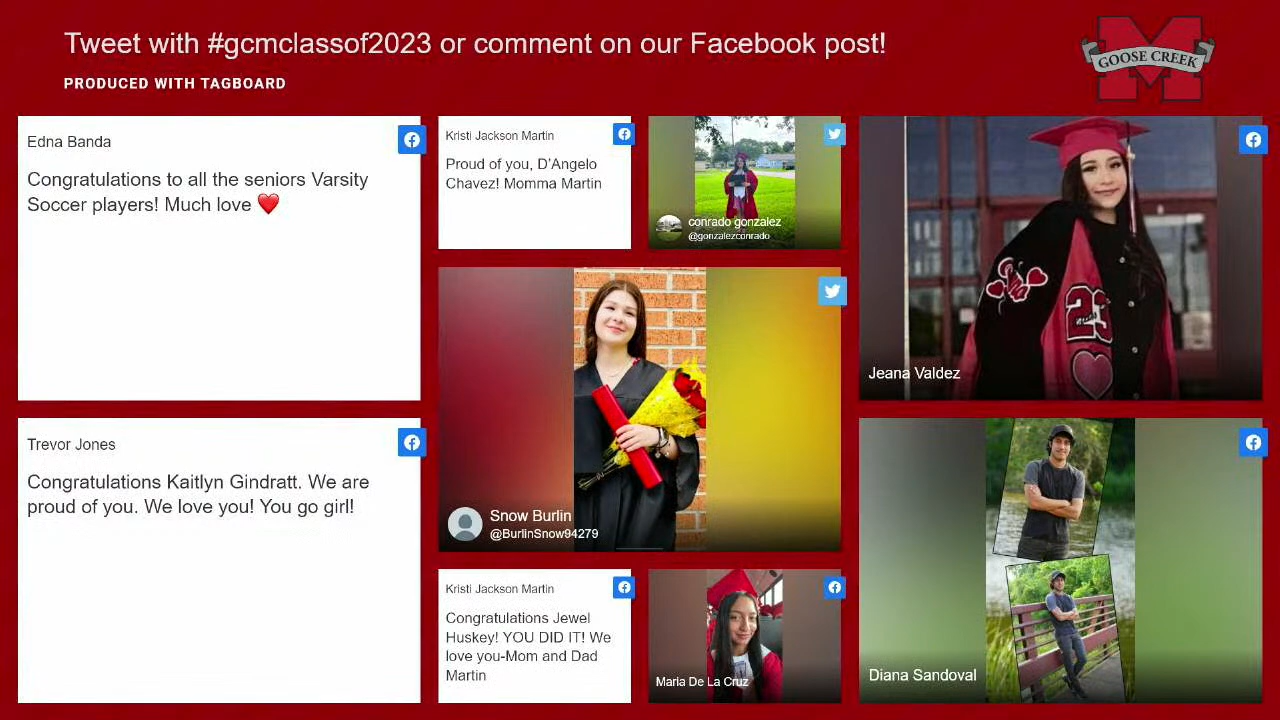 Tweet with #gcmclassof2023 or comment on our Facebook post!
PRODUCED WITH TAGBOARD
GOOSE CREEK
M
Edna Banda
Congratulations to all the seniors Varsity
Soccer players! Much love ❤️
Trevor Jones
Congratulations Kaitlyn Gindratt. We are
proud of you. We love you! You go girl!
Kristi Jackson Martin
Proud of you, D'Angelo
Chavez! Momma Martin
conrado gonzalez
@gonzalezconrado
Snow Burlin
@BurlinSnow94279
Kristi Jackson Martin
Congratulations Jewel
Huskey! YOU DID IT! We
love you-Mom and Dad
Martin
Maria De La Cruz
23
Jeana Valdez
Diana Sandoval